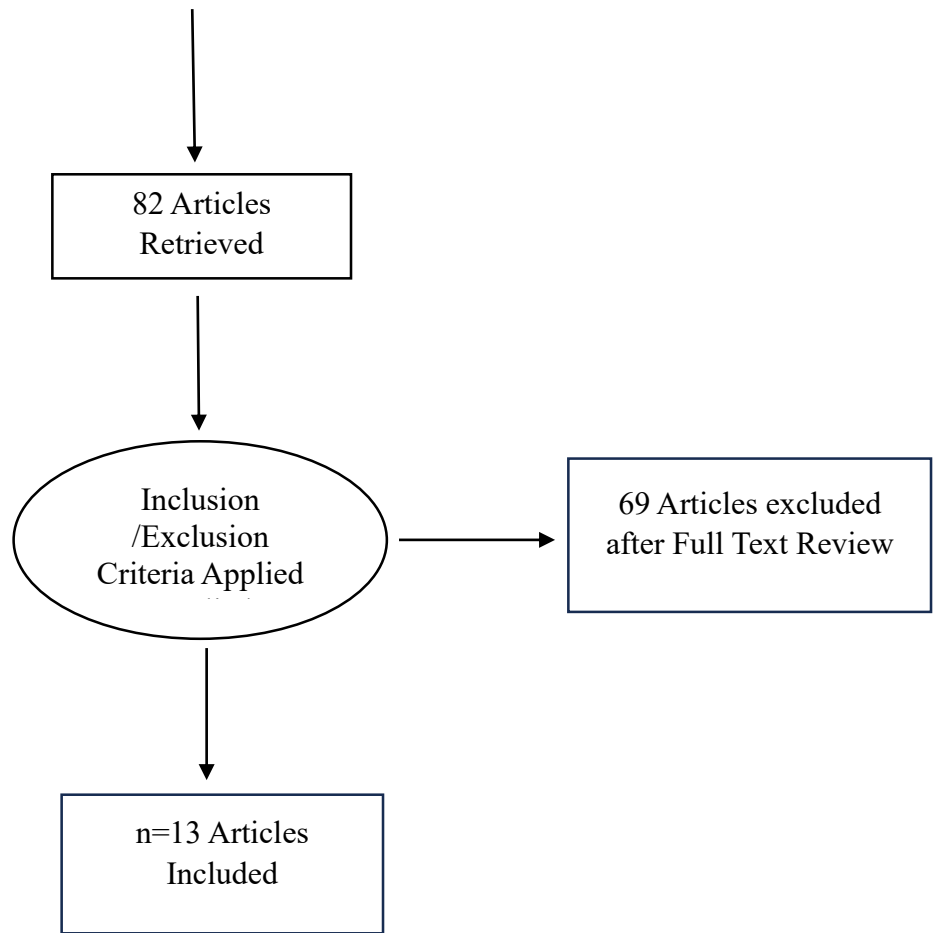 82 Articles
Retrieved
Inclusion
/Exclusion
Criteria Applied
69 Articles excluded
after Full Text Review
n=13 Articles
Included